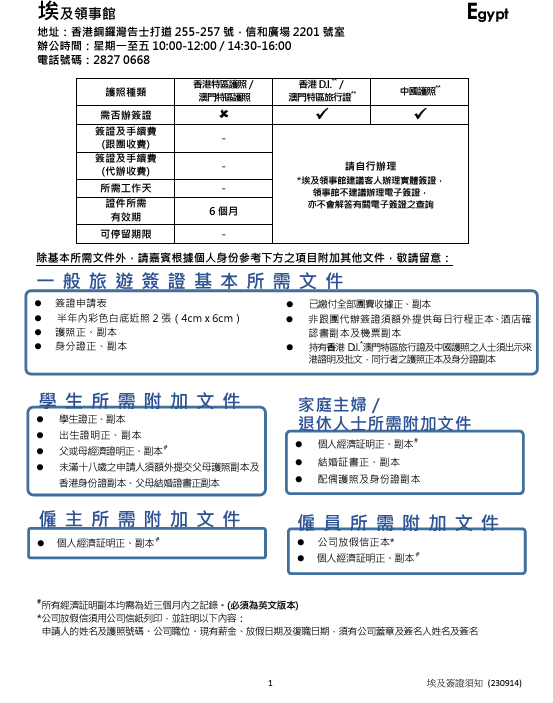 埃及領事館
Egypt
地址：香港銅鑼灣告士打道 255-257 號，信和廣場 2201 號室
辦公時間：星期一至五 10:00-12:00 / 14:30-16:00
電話號碼：2827 0668
護照種類
香港特區護照 /
澳門特區護照
香港 D.I.** /
澳門特區旅行證**
中國護照**
需否辦簽證
✘
✓
✓
簽證及手續費
(跟團收費)
-
簽證及手續費
(代辦收費)
-
所需工作天
-
證件所需
有效期
6 個月
可停留期限
-
請自行辦理
*埃及領事館建議客人辦理實體簽證，
領事館不建議辦理電子簽證，
亦不會解答有關電子簽證之查詢
除基本所需文件外，請嘉賓根據個人身份參考下方之項目附加其他文件，敬請留意：
一般旅遊簽證基本所需文件
● 簽證申請表
● 半年內彩色白底近照 2 張 ( 4cm x 6cm )
● 護照正、副本
● 身分證正、副本
● 已繳付全部團費收據正、副本
● 非跟團代辦簽證須額外提供每日行程正本、酒店確
認書副本及機票副本
● 持有香港 D.I.*澳門特區旅行證及中國護照之人士須出示來
港證明及批文，同行者之護照正本及身分證副本
學生所需附加文件
● 學生證正、副本
● 出生證明正、副本
● 父或母經濟證明正、副本#
● 未滿十八歲之申請人須額外提交父母護照副本及
香港身份證副本、父母結婚證書正副本
家庭主婦 /
退休人士所需附加文件
● 個人經濟証明正、副本#
● 結婚証書正、副本
● 配偶護照及身份證副本
僱主所需附加文件
● 個人經濟証明正、副本#
僱員所需附加文件
● 公司放假信正本*
● 個人經濟証明正、副本#
#所有經濟証明副本均需為近三個月內之記錄。(必須為英文版本)
*公司放假信須用公司信紙列印，並註明以下內容：
申請人的姓名及護照號碼、公司職位、現有薪金、放假日期及復職日期，須有公司蓋章及簽名人姓名及簽名
1
埃及簽證須知 (230914)